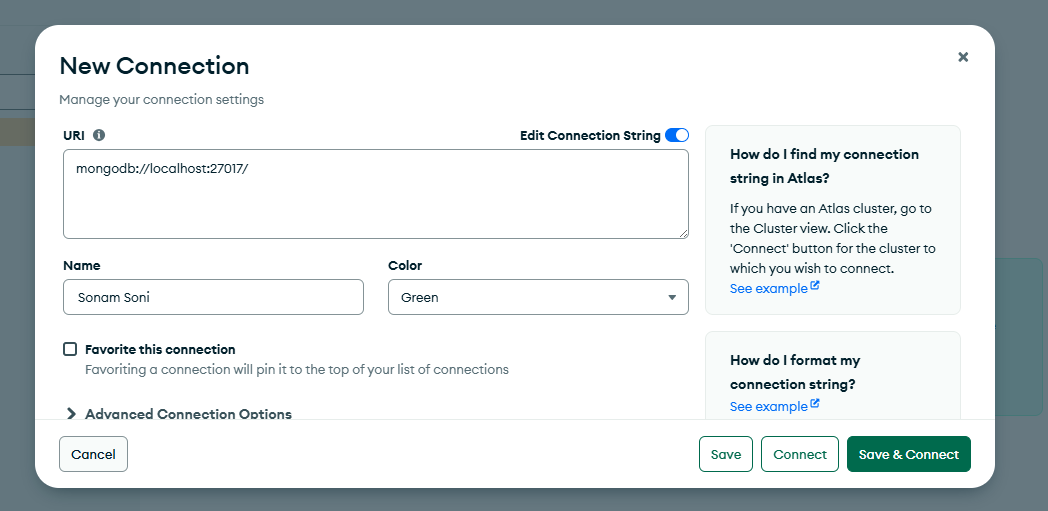 New Connection
Manage your connection settings
URI
Edit Connection String
mongodb://localhost:27017/
Name
Color
Sonam Soni
Green
Favorite this connection
Favoriting a connection will pin it to the top of your list of connections
Advanced Connection Options
How do I find my connection
string in Atlas?
If you have an Atlas cluster, go to
the Cluster view. Click the
'Connect' button for the cluster to
which you wish to connect.
See example
How do I format my
connection string?
See example
Cancel
Save
Connect
Save & Connect